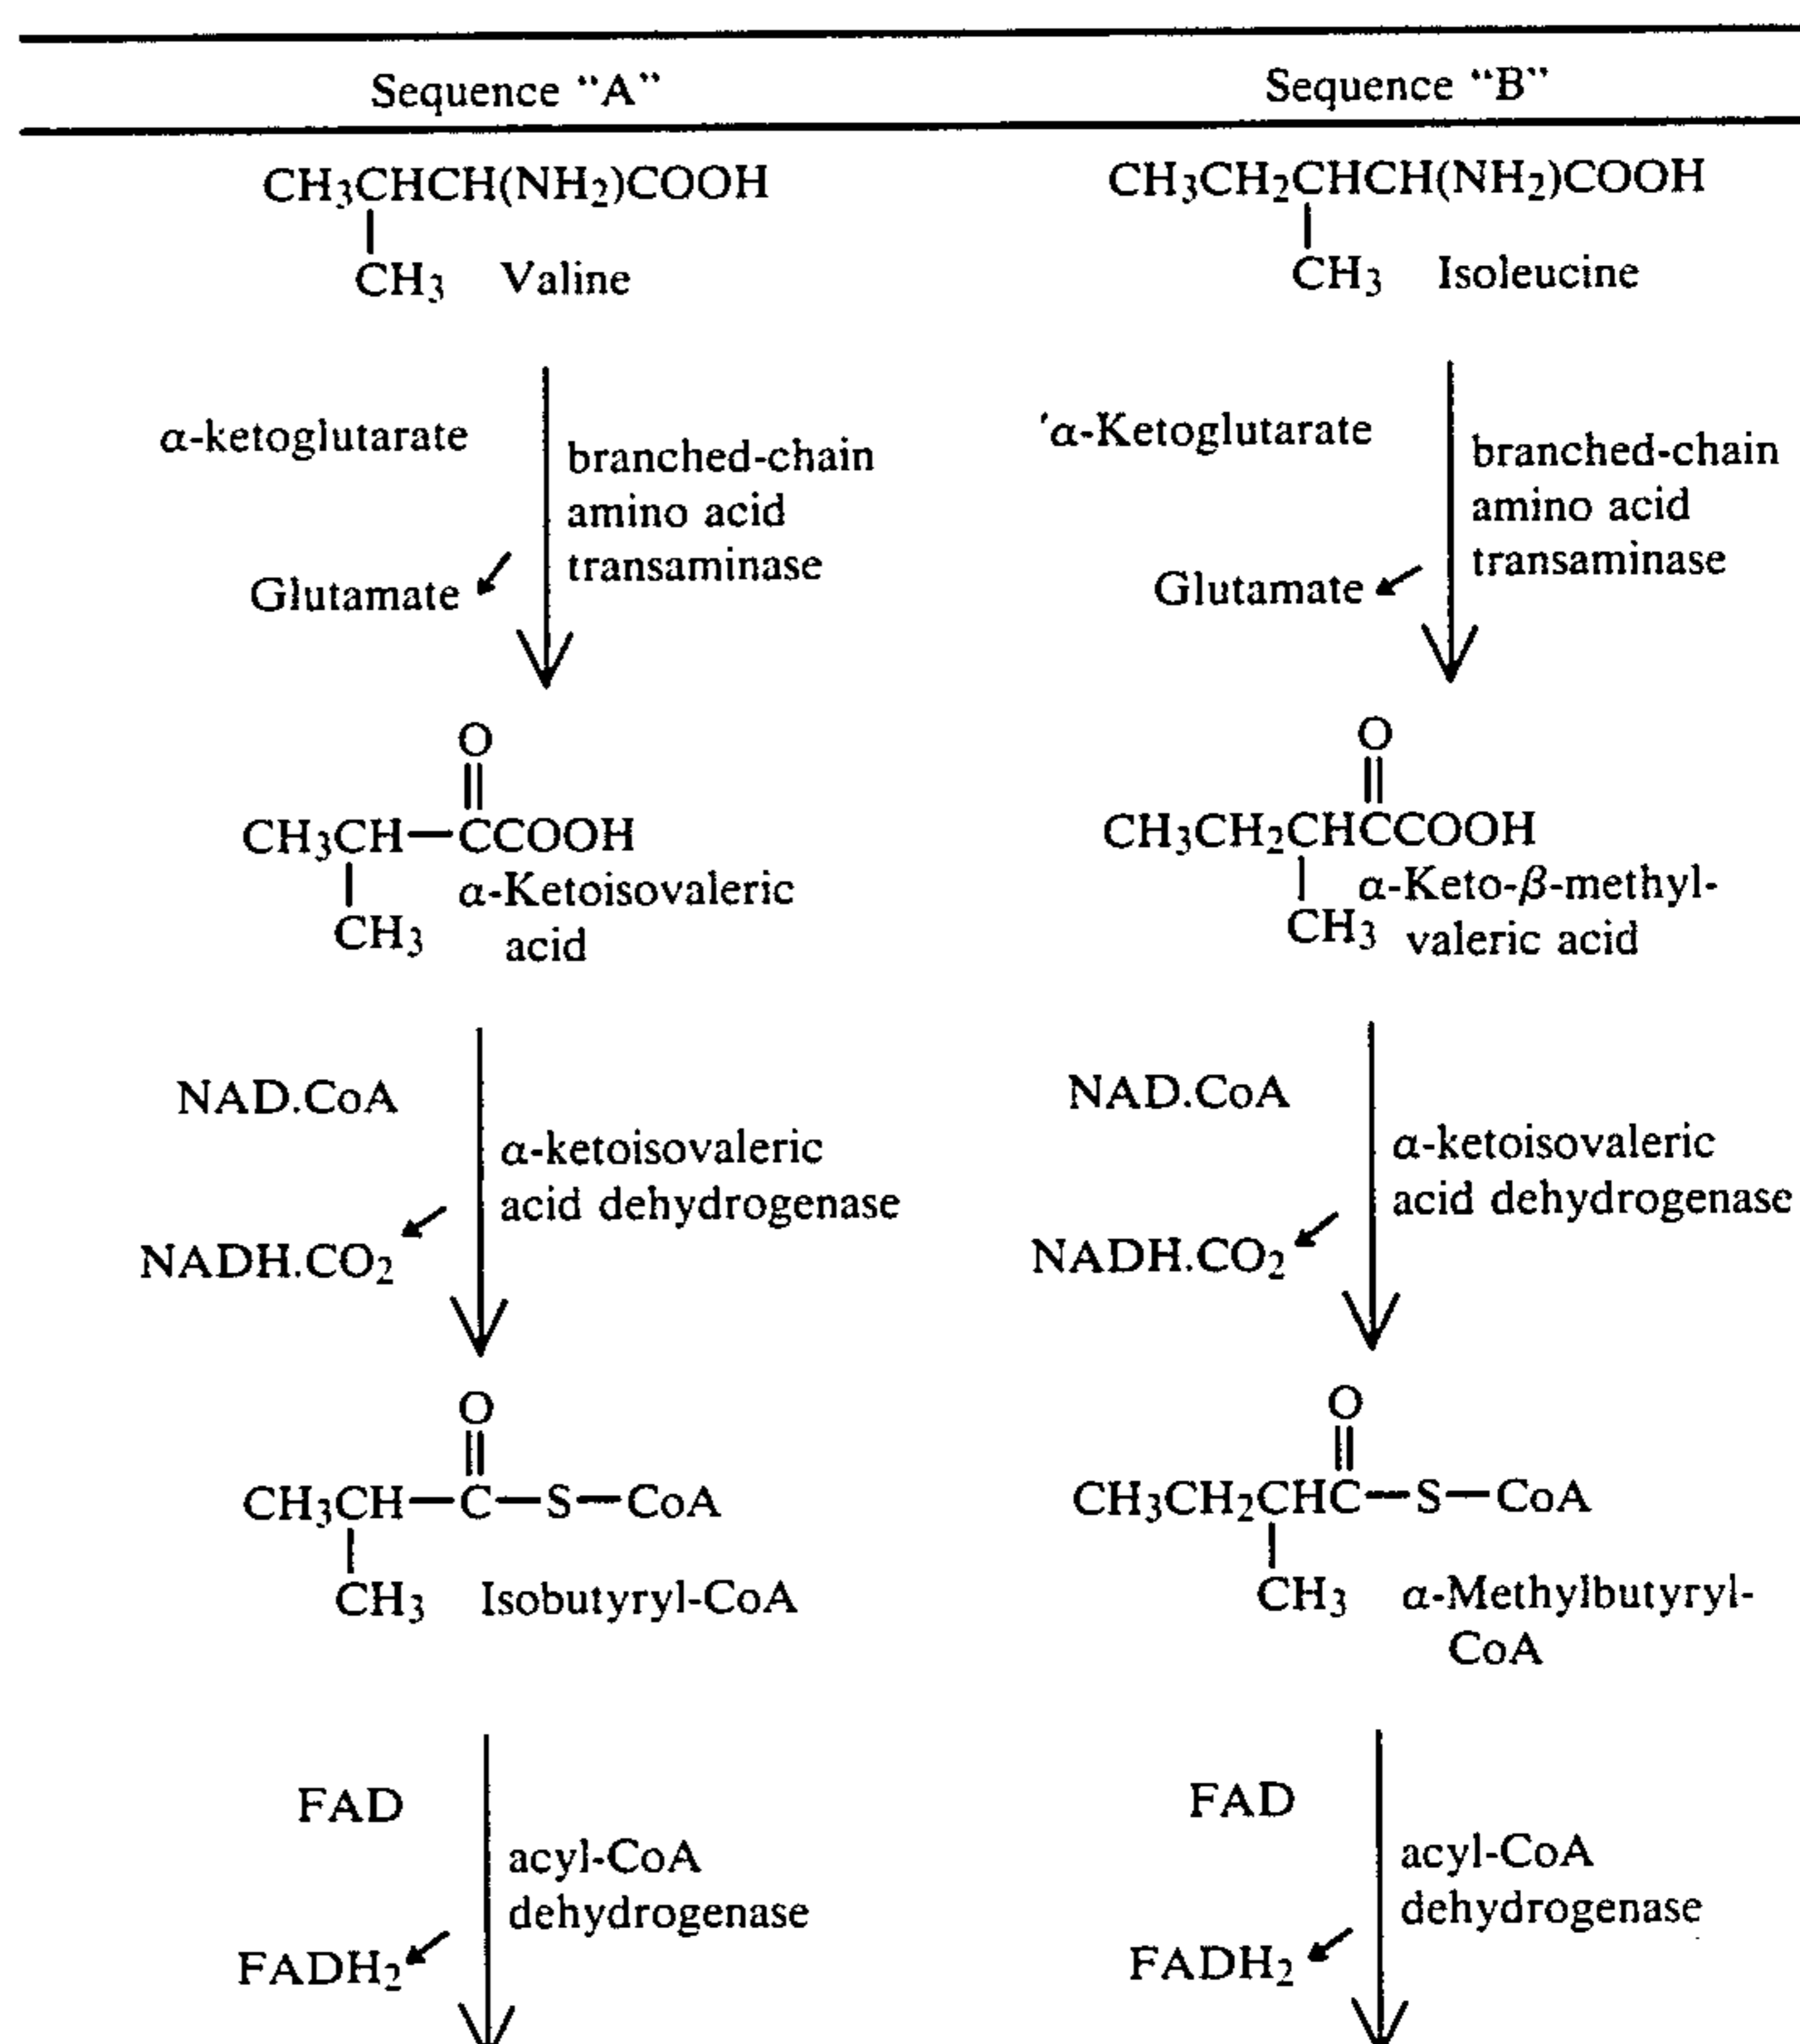 Sequence “A” Sequence “B”
CH₃CHCH(NH₂)COOH CH₃CH₂CHCH(NH₂)COOH
CH₃ Valine CH₃ Isoleucine
α-ketoglutarate 'α-Ketoglutarate
branched-chain branched-chain
amino acid amino acid
transaminase transaminase
Glutamate Glutamate
O O
CH₃CH—CCOOH CH₃CH₂CHCCOOH
α-Ketoisovaleric α-Keto-β-methyl-
CH₃ acid CH₃ valeric acid
NAD.CoA NAD.CoA
α-ketoisovaleric α-ketoisovaleric
acid dehydrogenase acid dehydrogenase
NADH.CO₂ NADH.CO₂
O O
CH₃CH—C—S—CoA CH₃CH₂CHC—S—CoA
CH₃ Isobutyryl-CoA CH₃ α-Methylbutyryl-
CoA
FAD FAD
acyl-CoA acyl-CoA
dehydrogenase dehydrogenase
FADH₂ FADH₂